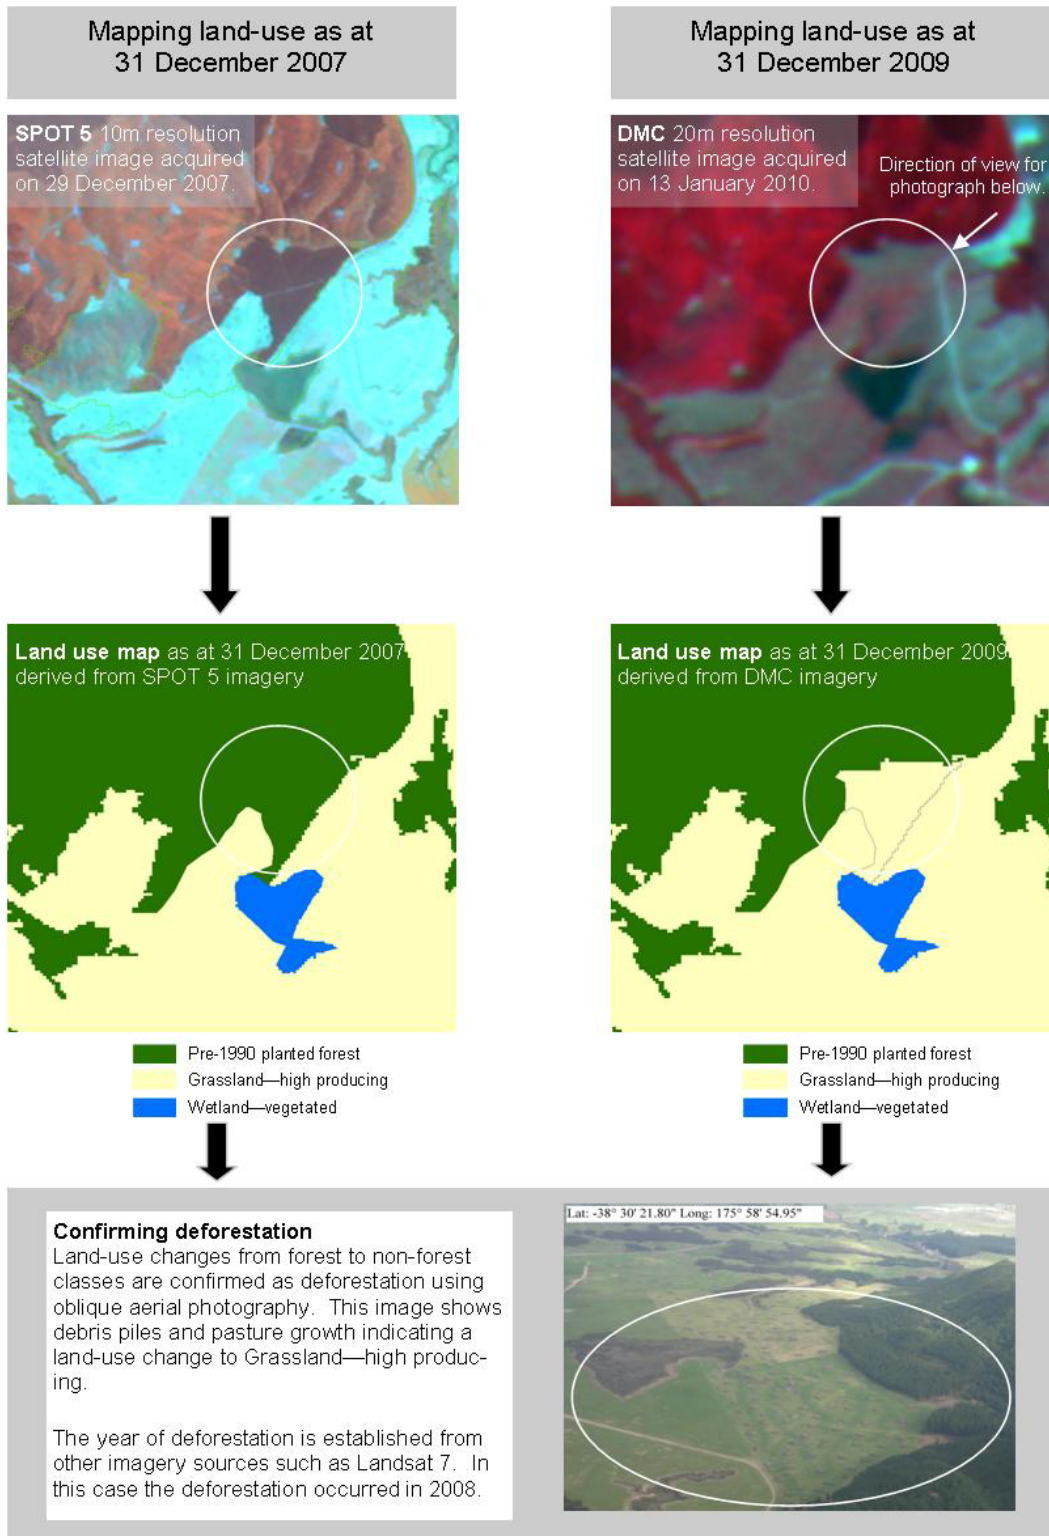 Mapping land-use as at
31 December 2007
Mapping land-use as at
31 December 2009
SPOT 5 10m resolution
satellite image acquired
on 29 December 2007.
DMC 20m resolution
satellite image acquired
on 13 January 2010.
Direction of view for
photograph below.
Land use map as at 31 December 2007
derived from SPOT 5 imagery
Land use map as at 31 December 2009
derived from DMC imagery
Pre-1990 planted forest
Grassland—high producing
Wetland—vegetated
Pre-1990 planted forest
Grassland—high producing
Wetland—vegetated
Confirming deforestation
Land-use changes from forest to non-forest
classes are confirmed as deforestation using
oblique aerial photography.  This image shows
debris piles and pasture growth indicating a
land-use change to Grassland—high produc-
ing.
The year of deforestation is established from
other imagery sources such as Landsat 7.  In
this case the deforestation occurred in 2008.
Lat: -38° 30' 21.80" Long: 175° 58' 54.95"